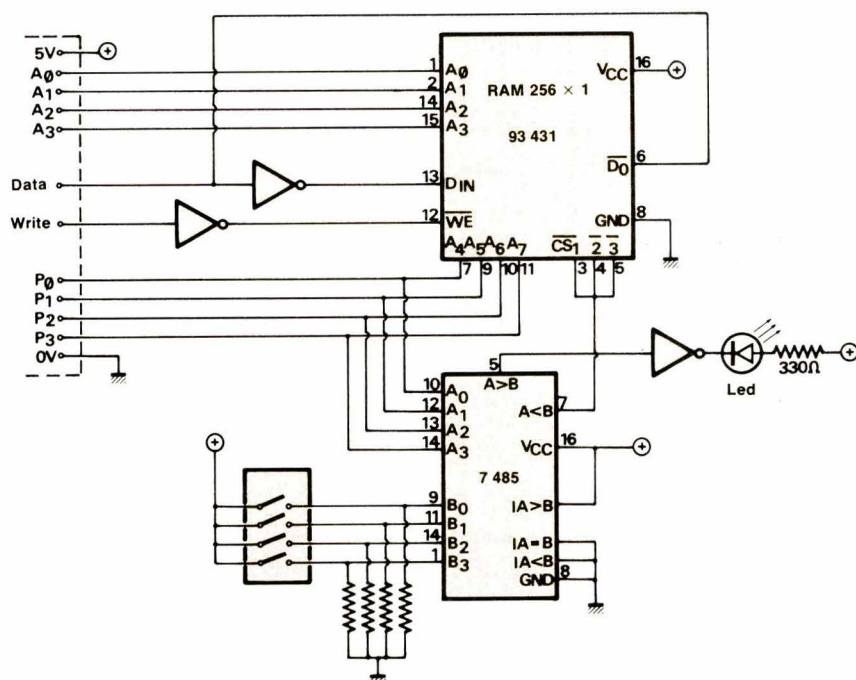 5V
A0
A1
A2
A3
Data
Write
P0
P1
P2
P3
0V
1 A0
2 A1
14 A2
15 A3
13 DIN
12 WE
RAM 256 × 1
93 431
VCC 16
D0 6
GND 8
A4 A5 A6 A7
7 9 10 11
CS1 2 3
3 4 5
5
A>B
Led
330Ω
10 A0
12 A1
13 A2
14 A3
9 B0
11 B1
14 B2
1 B3
7 485
A<B 7
VCC 16
IA>B
IA=B
IA<B
GND 8